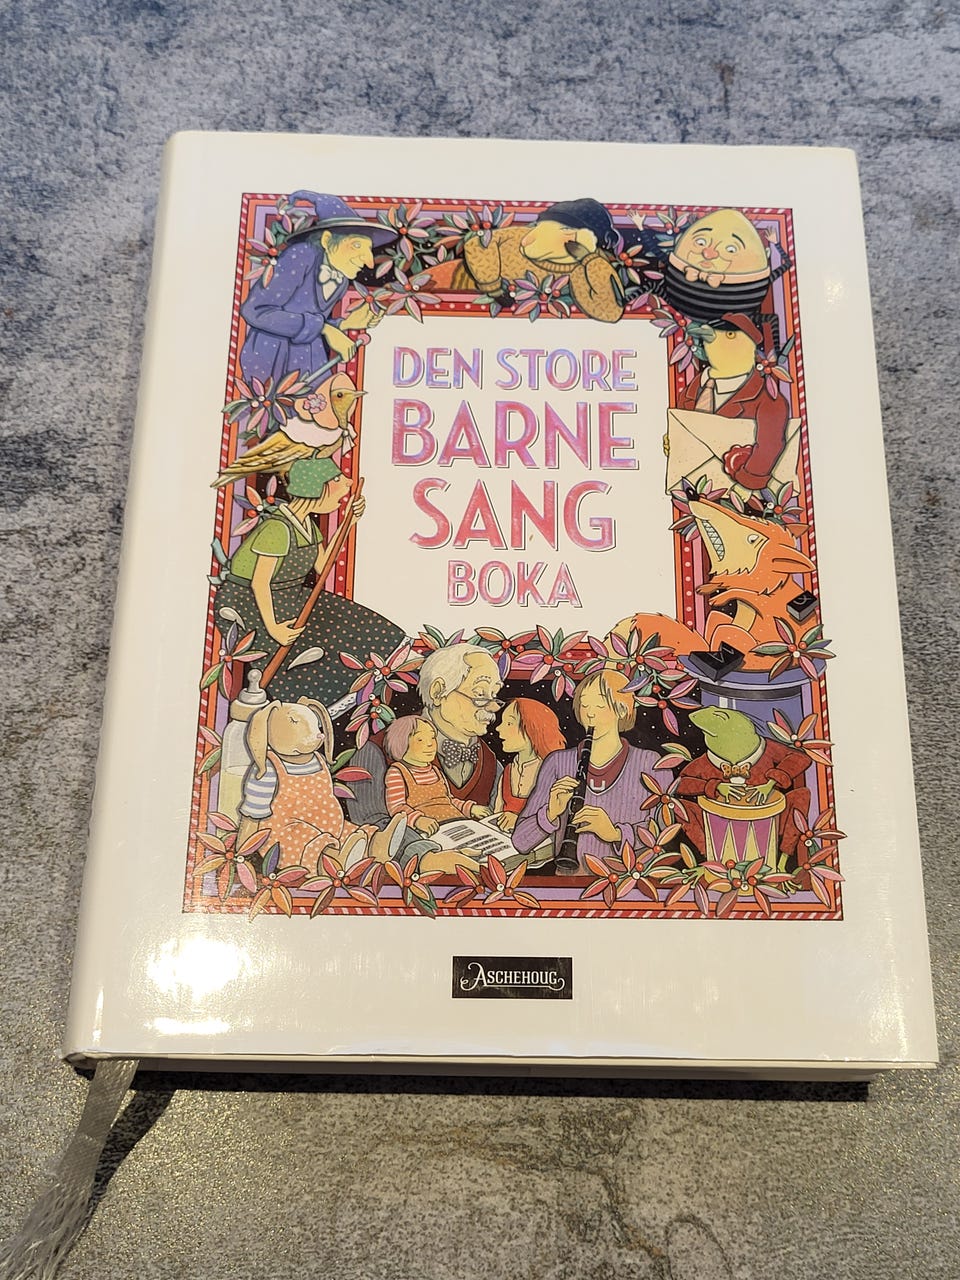 DEN STORE
BARNE
SANG
BOKA
ASCHEHOUG